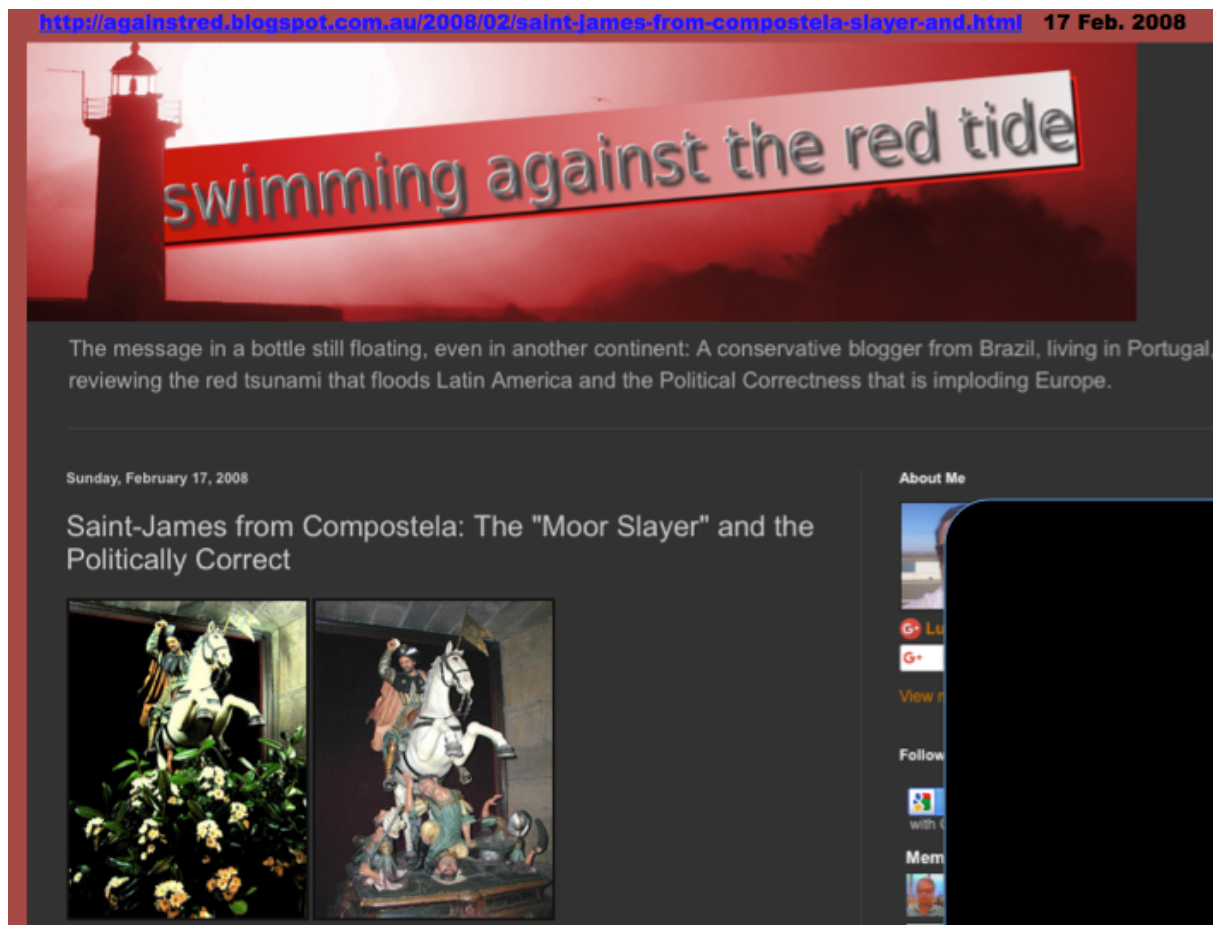 http://againstred.blogspot.com.au/2008/02/saint-james-from-compostela-slayer-and.html 17 Feb. 2008
swimming against the red tide
The message in a bottle still floating, even in another continent: A conservative blogger from Brazil, living in Portugal,
reviewing the red tsunami that floods Latin America and the Political Correctness that is imploding Europe.
Sunday, February 17, 2008
Saint-James from Compostela: The "Moor Slayer" and the
Politically Correct
About Me
G+ Lu
G+
View
Follow
with
Mem